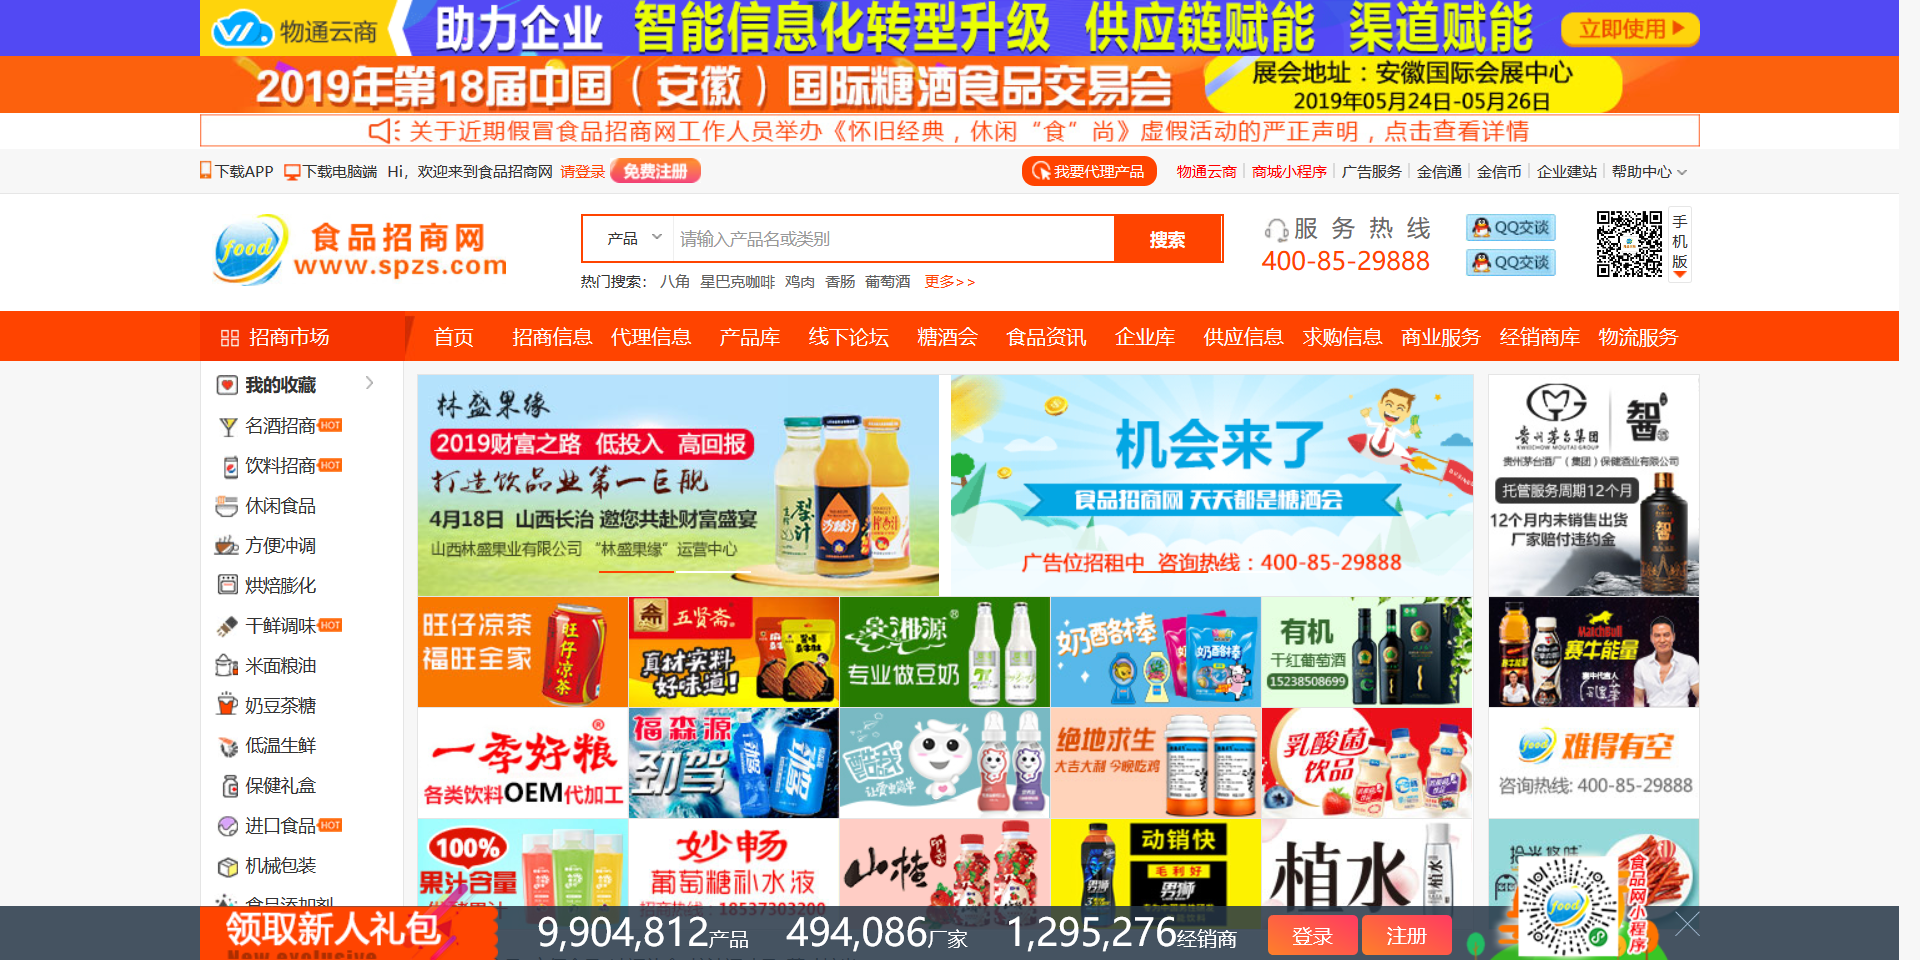 物通云商 助力企业 智能信息化转型升级 供应链赋能 渠道赋能 立即使用
2019年第18届中国（安徽）国际糖酒食品交易会 展会地址：安徽国际会展中心
2019年05月24日-05月26日
关于近期假冒食品招商网工作人员举办《怀旧经典，休闲“食”尚》虚假活动的严正声明，点击查看详情
下载APP 下载电脑端 Hi，欢迎来到食品招商网 请登录 免费注册 我要代理产品 物通云商 商城小程序 广告服务 金信通 金信币 企业建站 帮助中心
food 食品招商网
www.spzs.com
产品 请输入产品名或类别 搜索
热门搜索： 八角 星巴克咖啡 鸡肉 香肠 葡萄酒 更多>>
服务热线
400-85-29888
QQ交谈
QQ交谈
手机版
招商市场 首页 招商信息 代理信息 产品库 线下论坛 糖酒会 食品资讯 企业库 供应信息 求购信息 商业服务 经销商库 物流服务
我的收藏
名酒招商 HOT
饮料招商 HOT
休闲食品
方便冲调
烘焙膨化
干鲜调味 HOT
米面粮油
奶豆茶糖
低温生鲜
保健礼盒
进口食品 HOT
机械包装
食品添加剂
林盛果缘
2019财富之路 低投入 高回报
打造饮品业第一巨舰
4月18日 山西长治 邀您共赴财富盛宴
山西林盛果业有限公司 “林盛果缘”运营中心
机会来了
食品招商网 天天都是糖酒会
广告位招租中 咨询热线：400-85-29888
贵州茅台集团
KWEICHOW MOUTAI GROUP
贵州茅台酒厂（集团）保健酒业有限公司
托管服务周期12个月
12个月内未销售出货
厂家赔付违约金
旺仔凉茶
福旺全家
旺仔凉茶
五贤斋
真材实料
好味道!
湘源
专业做豆奶
奶酪棒
奶酪棒
有机
干红葡萄酒
15238508699
MatchBull
赛牛能量
赛牛代言人
一季好粮
各类饮料OEM代加工
福森源
劲驾
酷我
绝地求生
大吉大利 今晚吃鸡
乳酸菌
饮品
food 难得有空
咨询热线: 400-85-29888
100%
果汁含量
妙畅
葡萄糖补水液
招商热线：18537303200
山楂
动销快
毛利好
男狮
植水
拾光悠味
食品网小程序
领取新人礼包
New exclusive
9,904,812产品 494,086厂家 1,295,276经销商 登录 注册